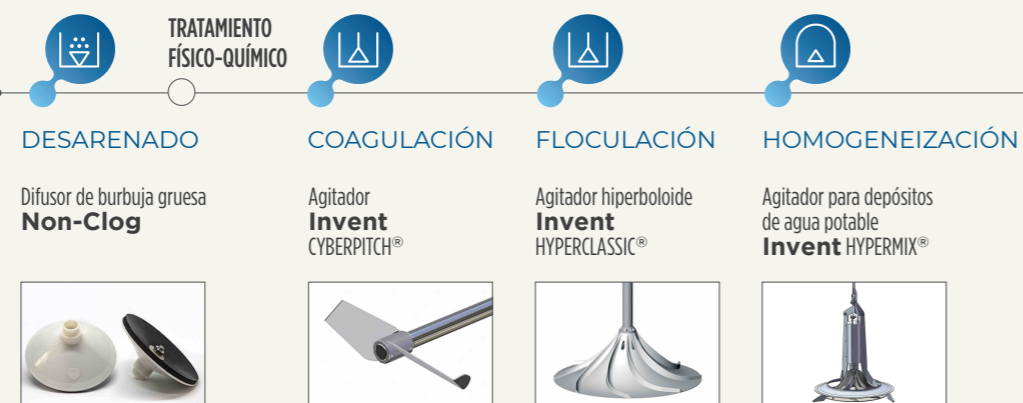 TRATAMIENTO
FÍSICO-QUÍMICO
DESARENADO
Difusor de burbuja gruesa
Non-Clog
COAGULACIÓN
Agitador
Invent
CYBERPITCH®
FLOCULACIÓN
Agitador hiperboloide
Invent
HYPERCLASSIC®
HOMOGENEIZACIÓN
Agitador para depósitos
de agua potable
Invent HYPERMIX®